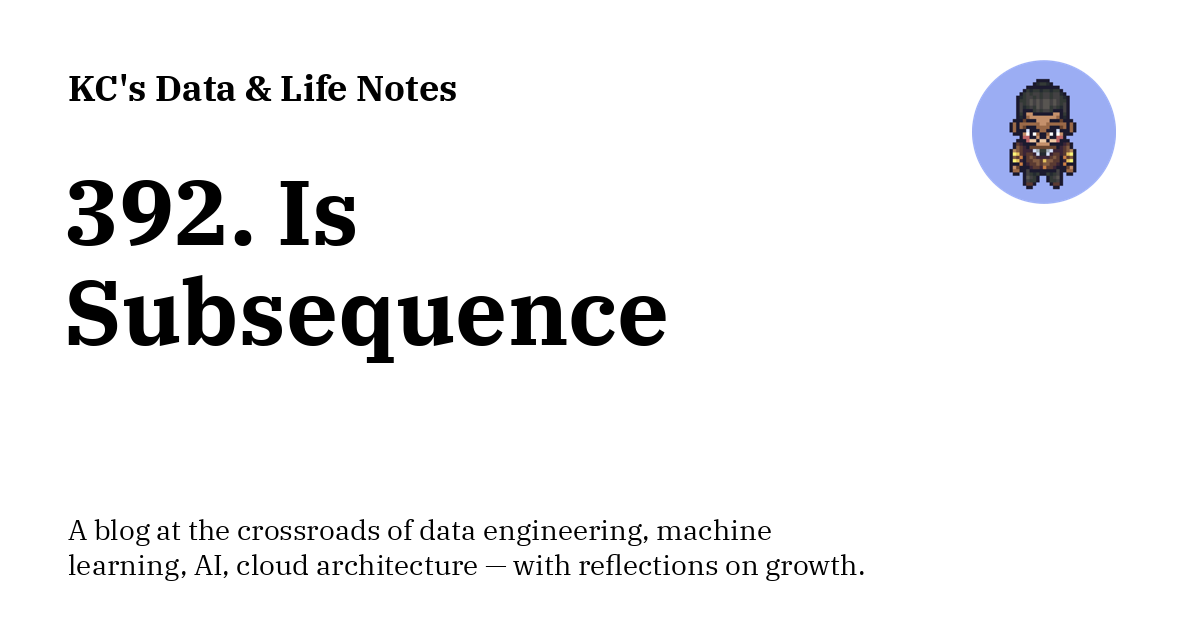 KC's Data & Life Notes
392. Is
Subsequence
A blog at the crossroads of data engineering, machine
learning, AI, cloud architecture — with reflections on growth.